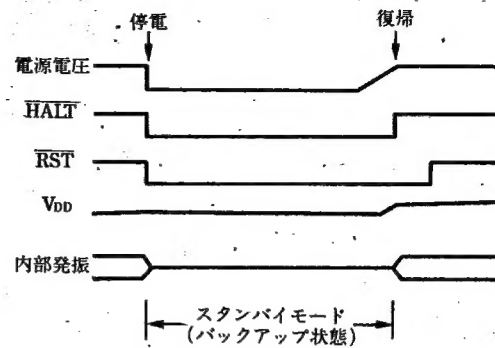 停電 復帰
電源電圧
HALT
RST
VDD
内部発振
スタンバイモード
(バックアップ状態)